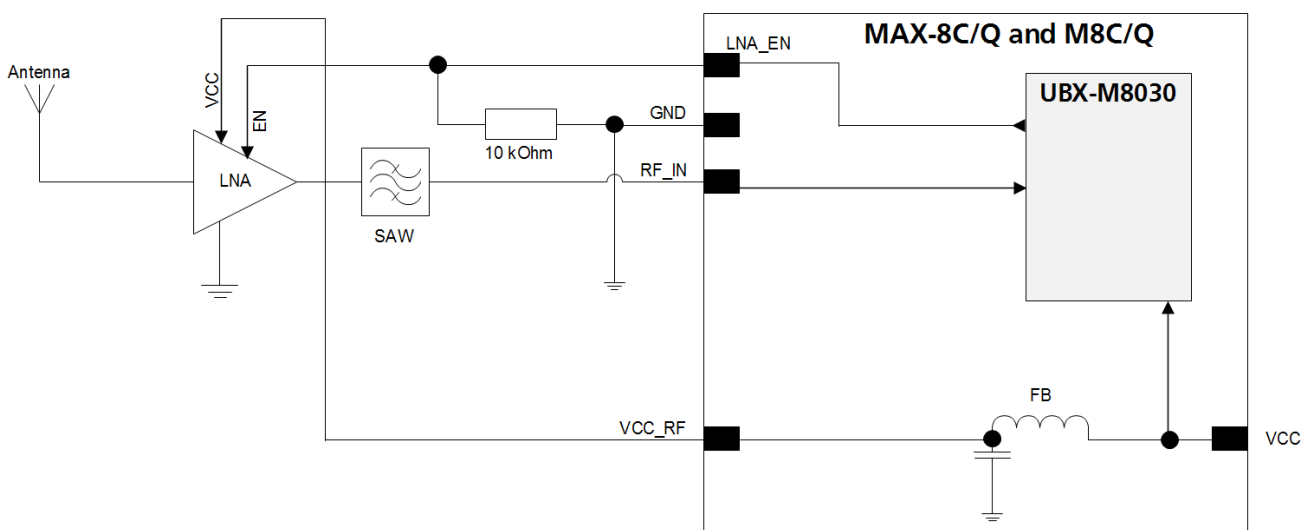 MAX-8C/Q and M8C/Q
LNA_EN
Antenna
VCC
UBX-M8030
EN
GND
10 kOhm
LNA
RF_IN
SAW
FB
VCC_RF
VCC